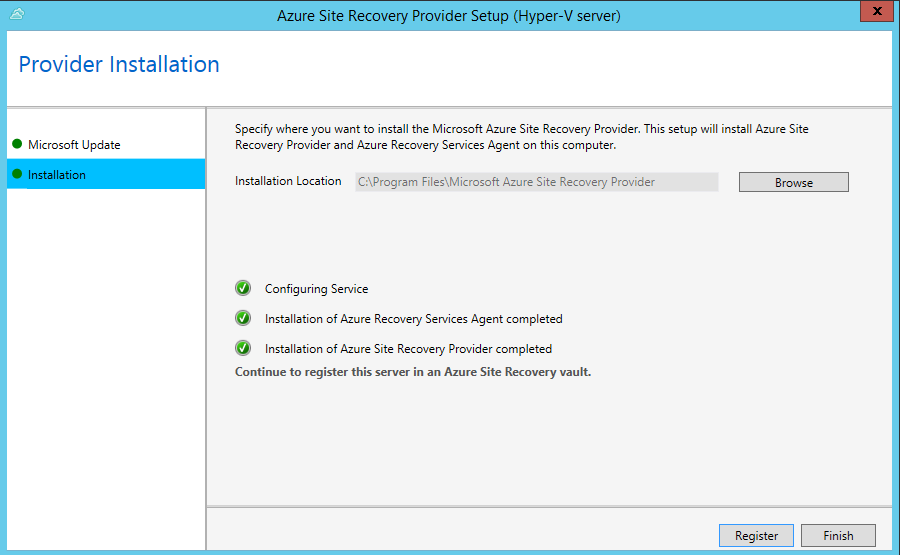 Azure Site Recovery Provider Setup (Hyper-V server)
X
Provider Installation
Microsoft Update
Installation
Specify where you want to install the Microsoft Azure Site Recovery Provider. This setup will install Azure Site
Recovery Provider and Azure Recovery Services Agent on this computer.
Installation Location
C:\Program Files\Microsoft Azure Site Recovery Provider
Browse
Configuring Service
Installation of Azure Recovery Services Agent completed
Installation of Azure Site Recovery Provider completed
Continue to register this server in an Azure Site Recovery vault.
Register
Finish